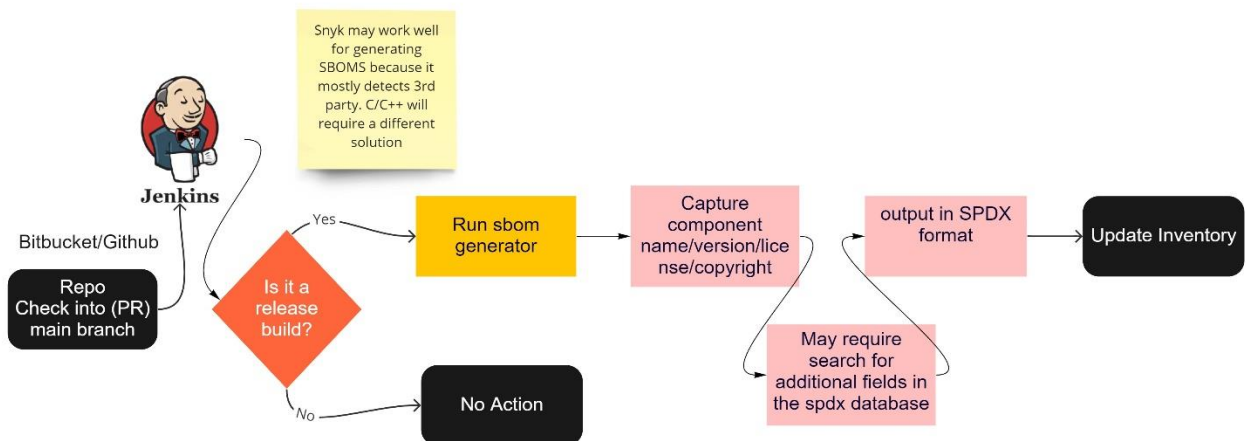 Snyk may work well
for generating
SBOMS because it
mostly detects 3rd
party. C/C++ will
require a different
solution
Jenkins
Bitbucket/Github
Repo
Check into (PR)
main branch
Is it a
release
build?
Yes
No
Run sbom
generator
No Action
Capture
component
name/version/lice
nse/copyright
May require
search for
additional fields in
the spdx database
output in SPDX
format
Update Inventory